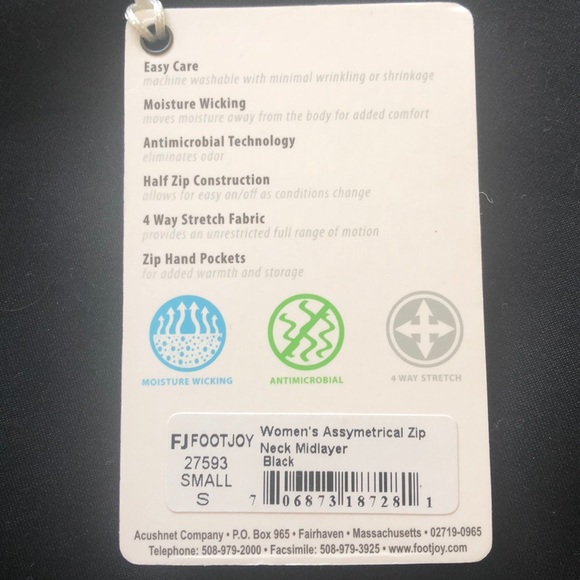 Easy Care
machine washable with minimal wrinkling or shrinkage
Moisture Wicking
moves moisture away from the body for added comfort
Antimicrobial Technology
eliminates odor
Half Zip Construction
allows for easy on/off as conditions change
4 Way Stretch Fabric
provides an unrestricted full range of motion
Zip Hand Pockets
for added warmth and storage
MOISTURE WICKING
ANTIMICROBIAL
4 WAY STRETCH
FJ FOOTJOY
27593
SMALL
S
Women's Assymetrical Zip
Neck Midlayer
Black
7 06873 18728 1
Acushnet Company • P.O. Box 965 • Fairhaven • Massachusetts • 02719-0965
Telephone: 508-979-2000 • Facsimile: 508-979-3925 • www.footjoy.com